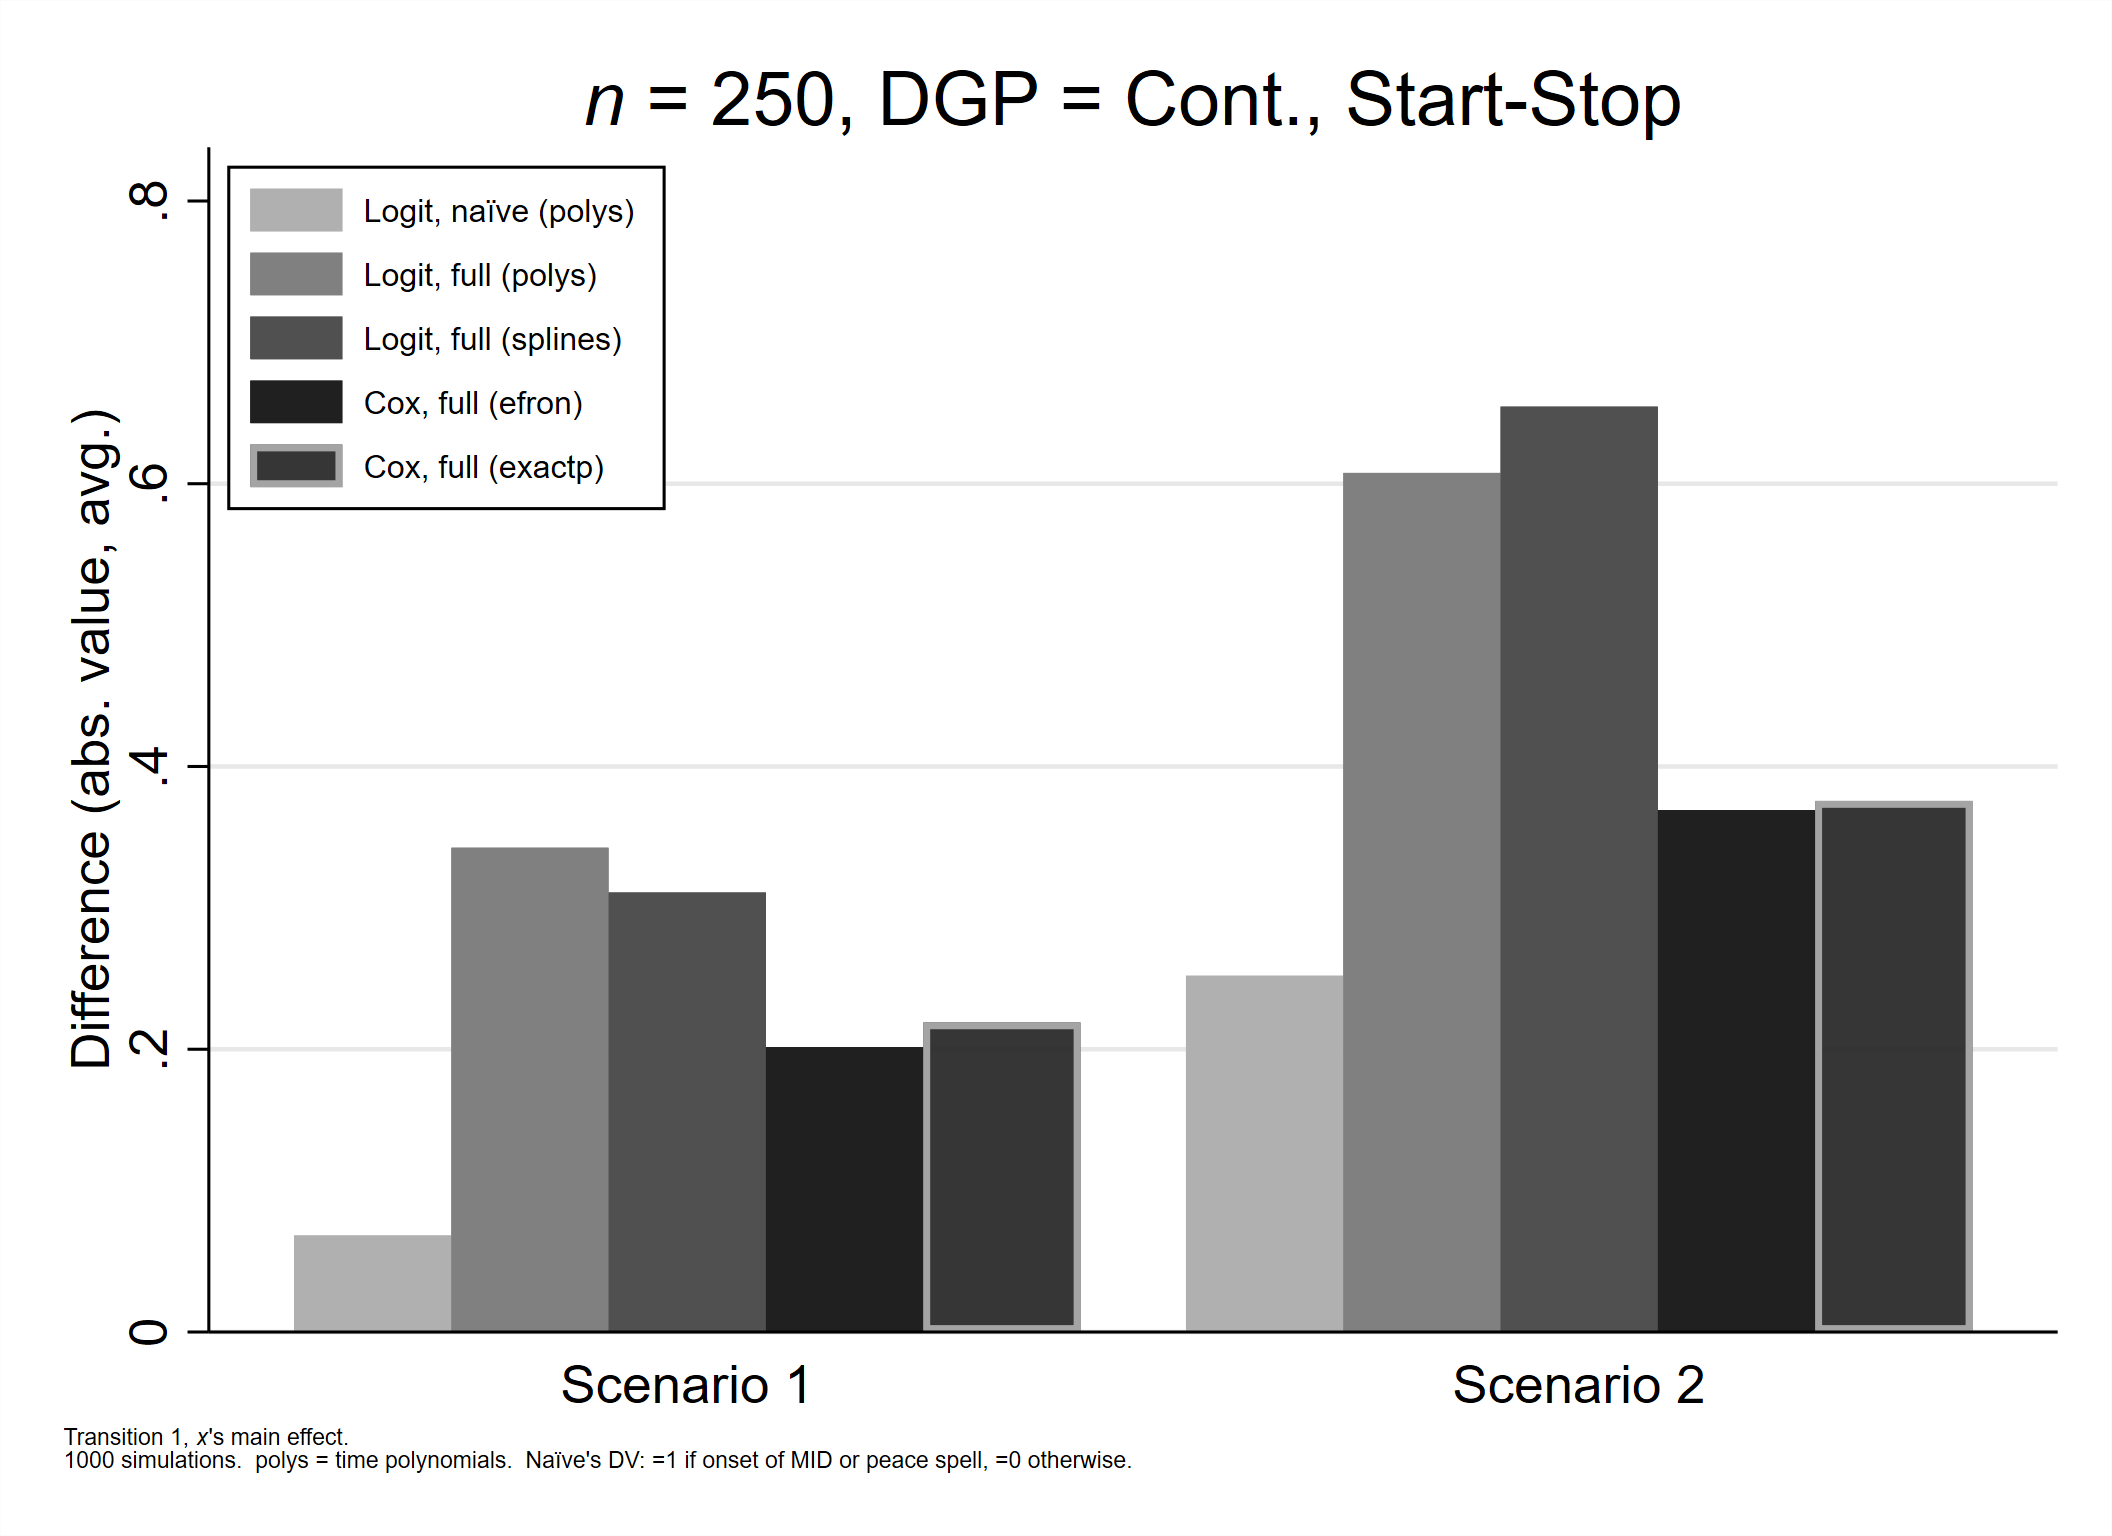 n = 250, DGP = Cont., Start-Stop
Logit, naïve (polys)
Logit, full (polys)
Logit, full (splines)
Cox, full (efron)
Cox, full (exactp)
Difference (abs. value, avg.)
.8
.6
.4
.2
0
Scenario 1
Scenario 2
Transition 1, x's main effect.
1000 simulations.  polys = time polynomials.  Naïve's DV: =1 if onset of MID or peace spell, =0 otherwise.